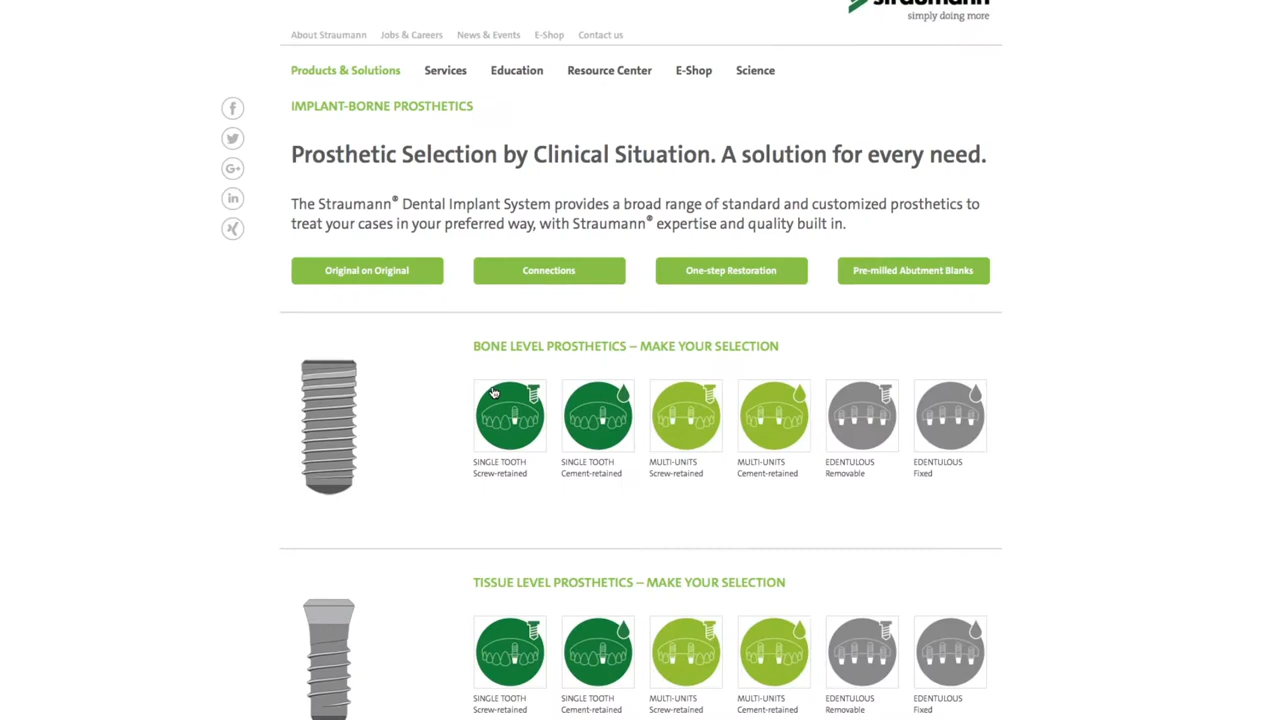 straumann
simply doing more
About Straumann Jobs & Careers News & Events E-Shop Contact us
Products & Solutions Services Education Resource Center E-Shop Science
IMPLANT-BORNE PROSTHETICS
Prosthetic Selection by Clinical Situation. A solution for every need.
The Straumann® Dental Implant System provides a broad range of standard and customized prosthetics to
treat your cases in your preferred way, with Straumann® expertise and quality built in.
Original on Original Connections One-step Restoration Pre-milled Abutment Blanks
BONE LEVEL PROSTHETICS – MAKE YOUR SELECTION
SINGLE TOOTH SINGLE TOOTH MULTI-UNITS MULTI-UNITS EDENTULOUS EDENTULOUS
Screw-retained Cement-retained Screw-retained Cement-retained Removable Fixed
TISSUE LEVEL PROSTHETICS – MAKE YOUR SELECTION
SINGLE TOOTH SINGLE TOOTH MULTI-UNITS MULTI-UNITS EDENTULOUS EDENTULOUS
Screw-retained Cement-retained Screw-retained Cement-retained Removable Fixed